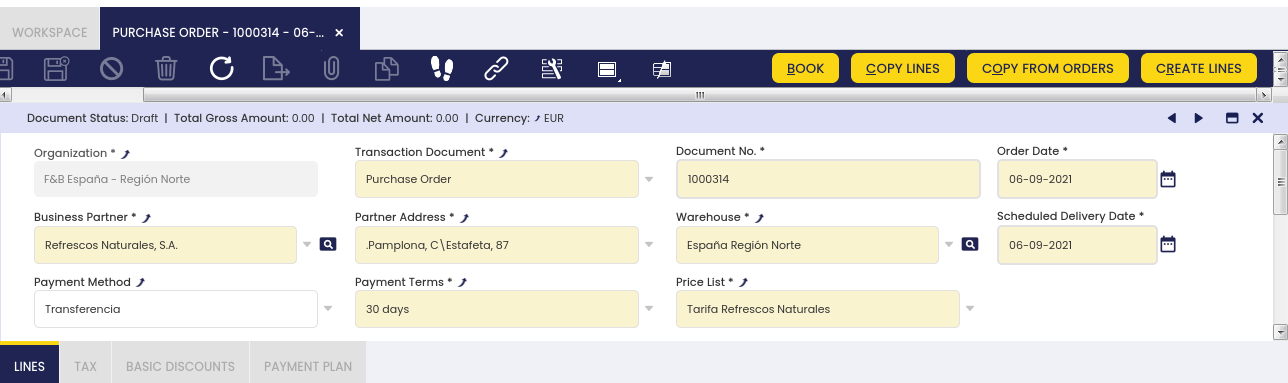 WORKSPACE
PURCHASE ORDER - 1000314 - 06-...
BOOK
COPY LINES
COPY FROM ORDERS
CREATE LINES
Document Status: Draft | Total Gross Amount: 0.00 | Total Net Amount: 0.00 | Currency: EUR
Organization *
Transaction Document *
Document No. *
Order Date *
F&B España - Región Norte
Purchase Order
1000314
06-09-2021
Business Partner *
Partner Address *
Warehouse *
Scheduled Delivery Date *
Refrescos Naturales, S.A.
.Pamplona, C\Estafeta, 87
España Región Norte
06-09-2021
Payment Method
Payment Terms *
Price List *
Transferencia
30 days
Tarifa Refrescos Naturales
LINES
TAX
BASIC DISCOUNTS
PAYMENT PLAN